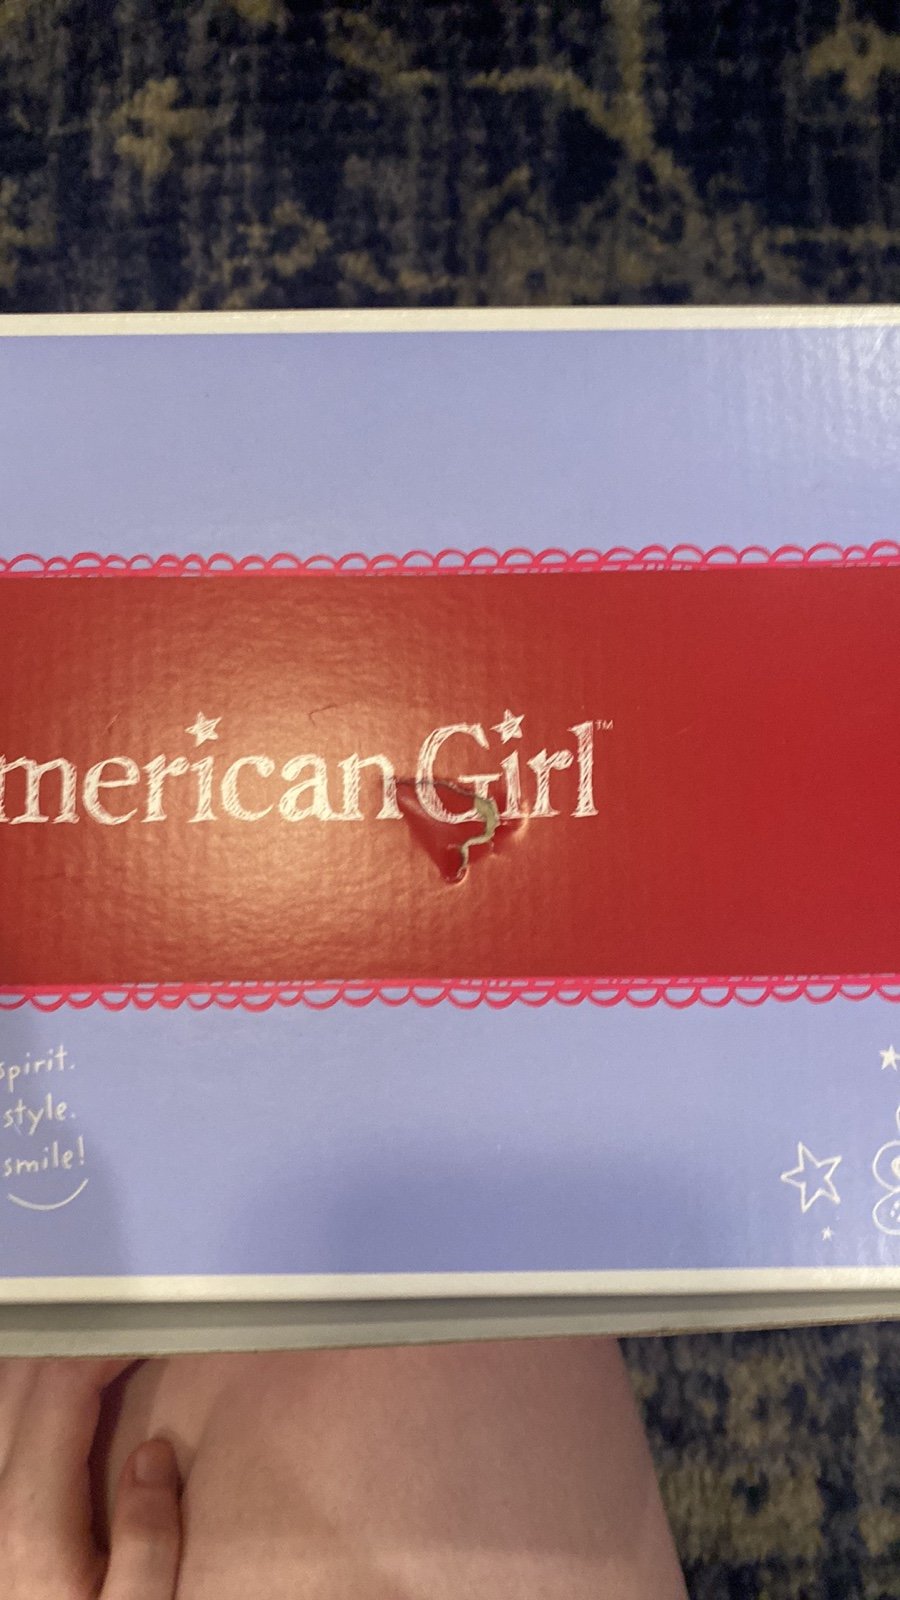 merican Girl™
spirit.
style.
smile!